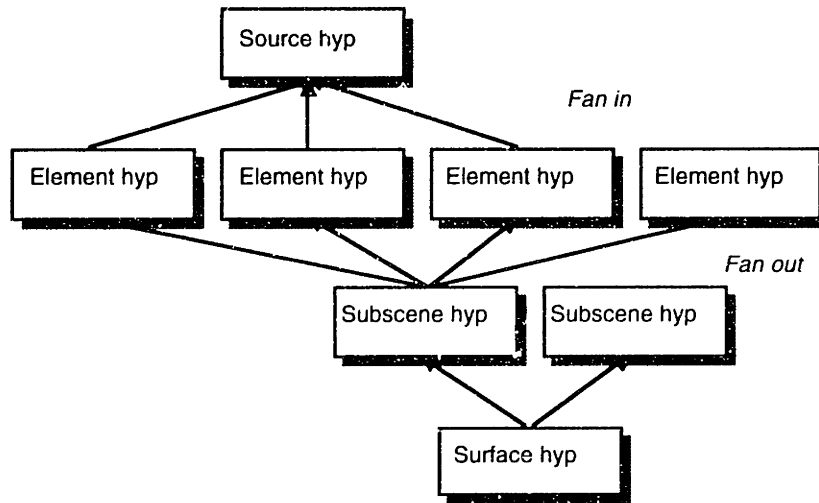 Source hyp
Fan in
Element hyp
Element hyp
Element hyp
Element hyp
Fan out
Subscene hyp
Subscene hyp
Surface hyp